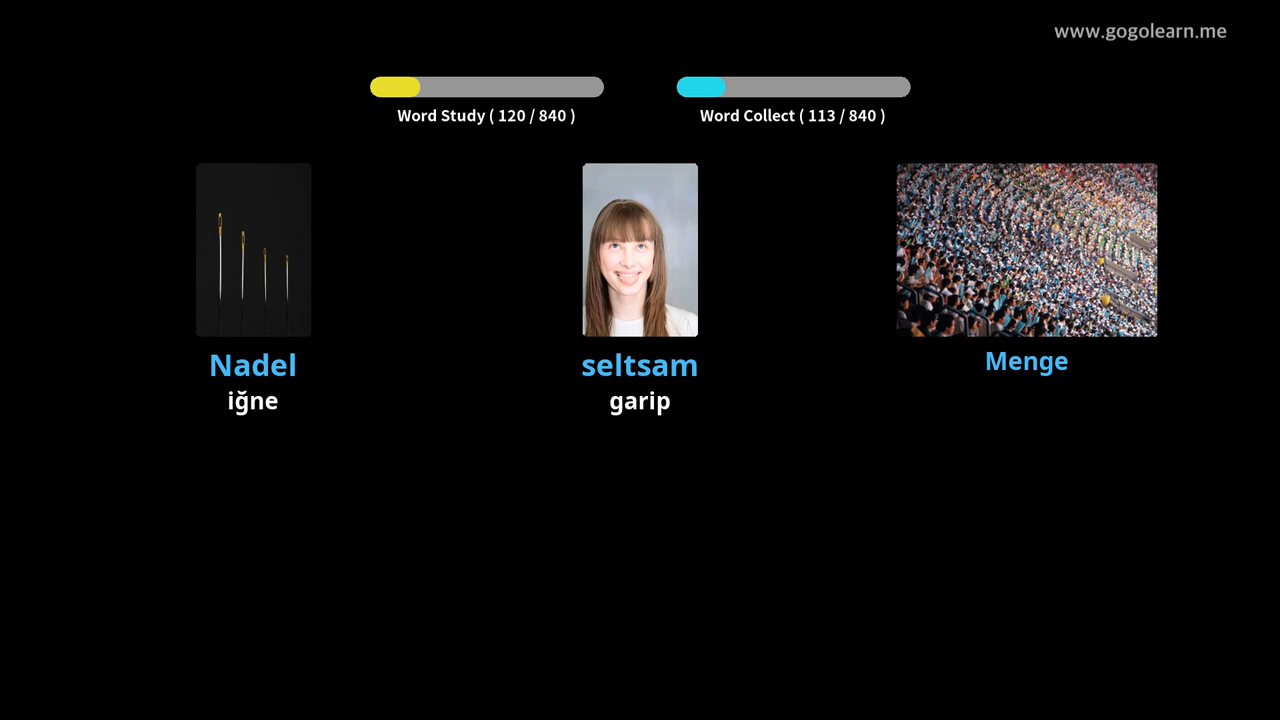 www.gogolearn.me
Word Study ( 120 / 840 )
Word Collect ( 113 / 840 )
Nadel
iğne
seltsam
garip
Menge